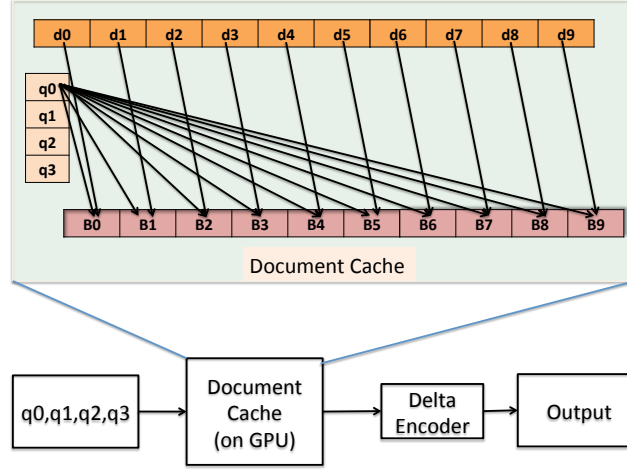 d0 d1 d2 d3 d4 d5 d6 d7 d8 d9
q0
q1
q2
q3
B0 B1 B2 B3 B4 B5 B6 B7 B8 B9
Document Cache
q0,q1,q2,q3
Document
Cache
(on GPU)
Delta
Encoder
Output